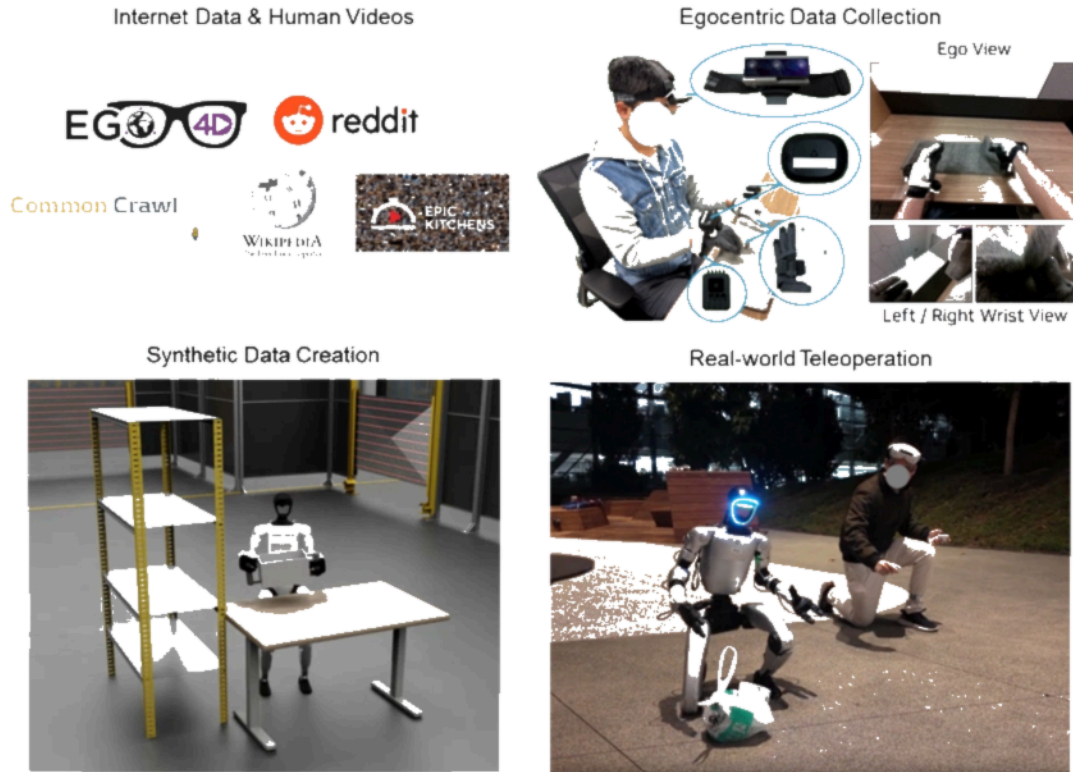 Internet Data & Human Videos
EGO 4D
reddit
Common Crawl
WIKIPEDIA
EPIC
KITCHENS
Egocentric Data Collection
Ego View
Left / Right Wrist View
Synthetic Data Creation
Real-world Teleoperation